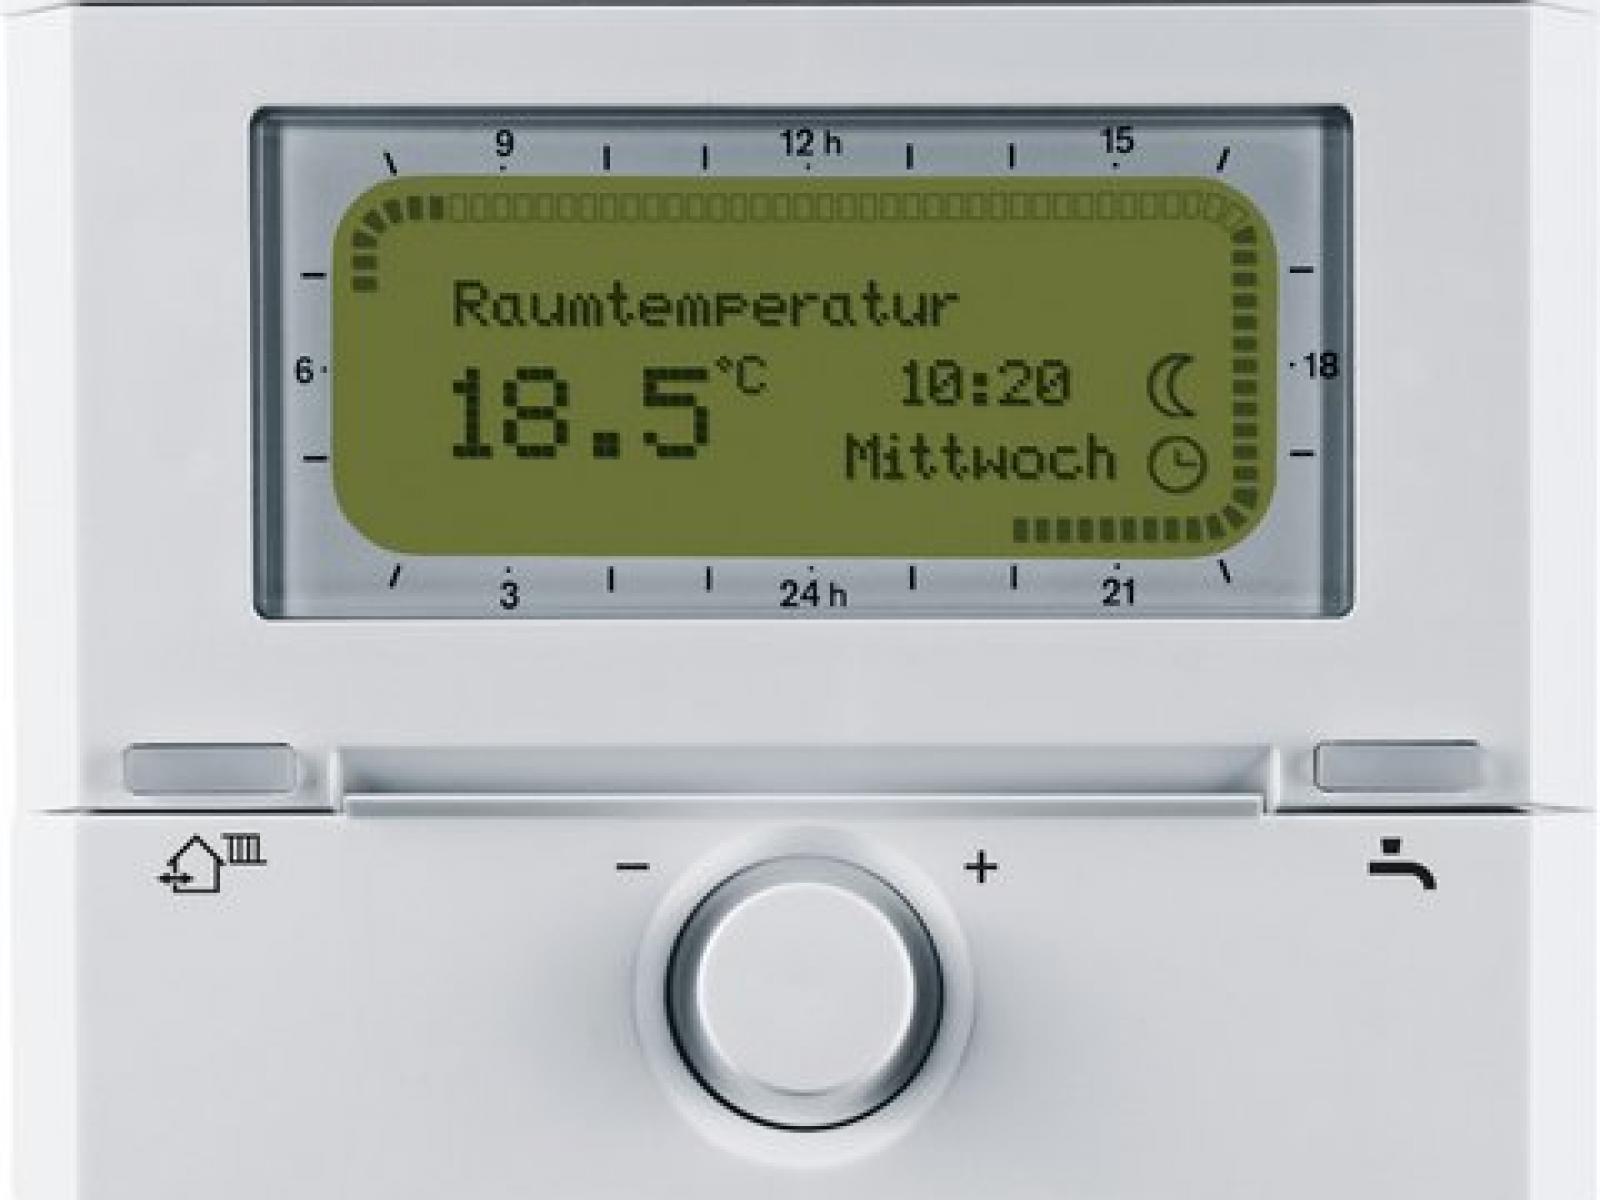 9 12 h 15
Raumtemperatur
6 18.5 °C 10:20 18
Mittwoch
3 24 h 21
− +